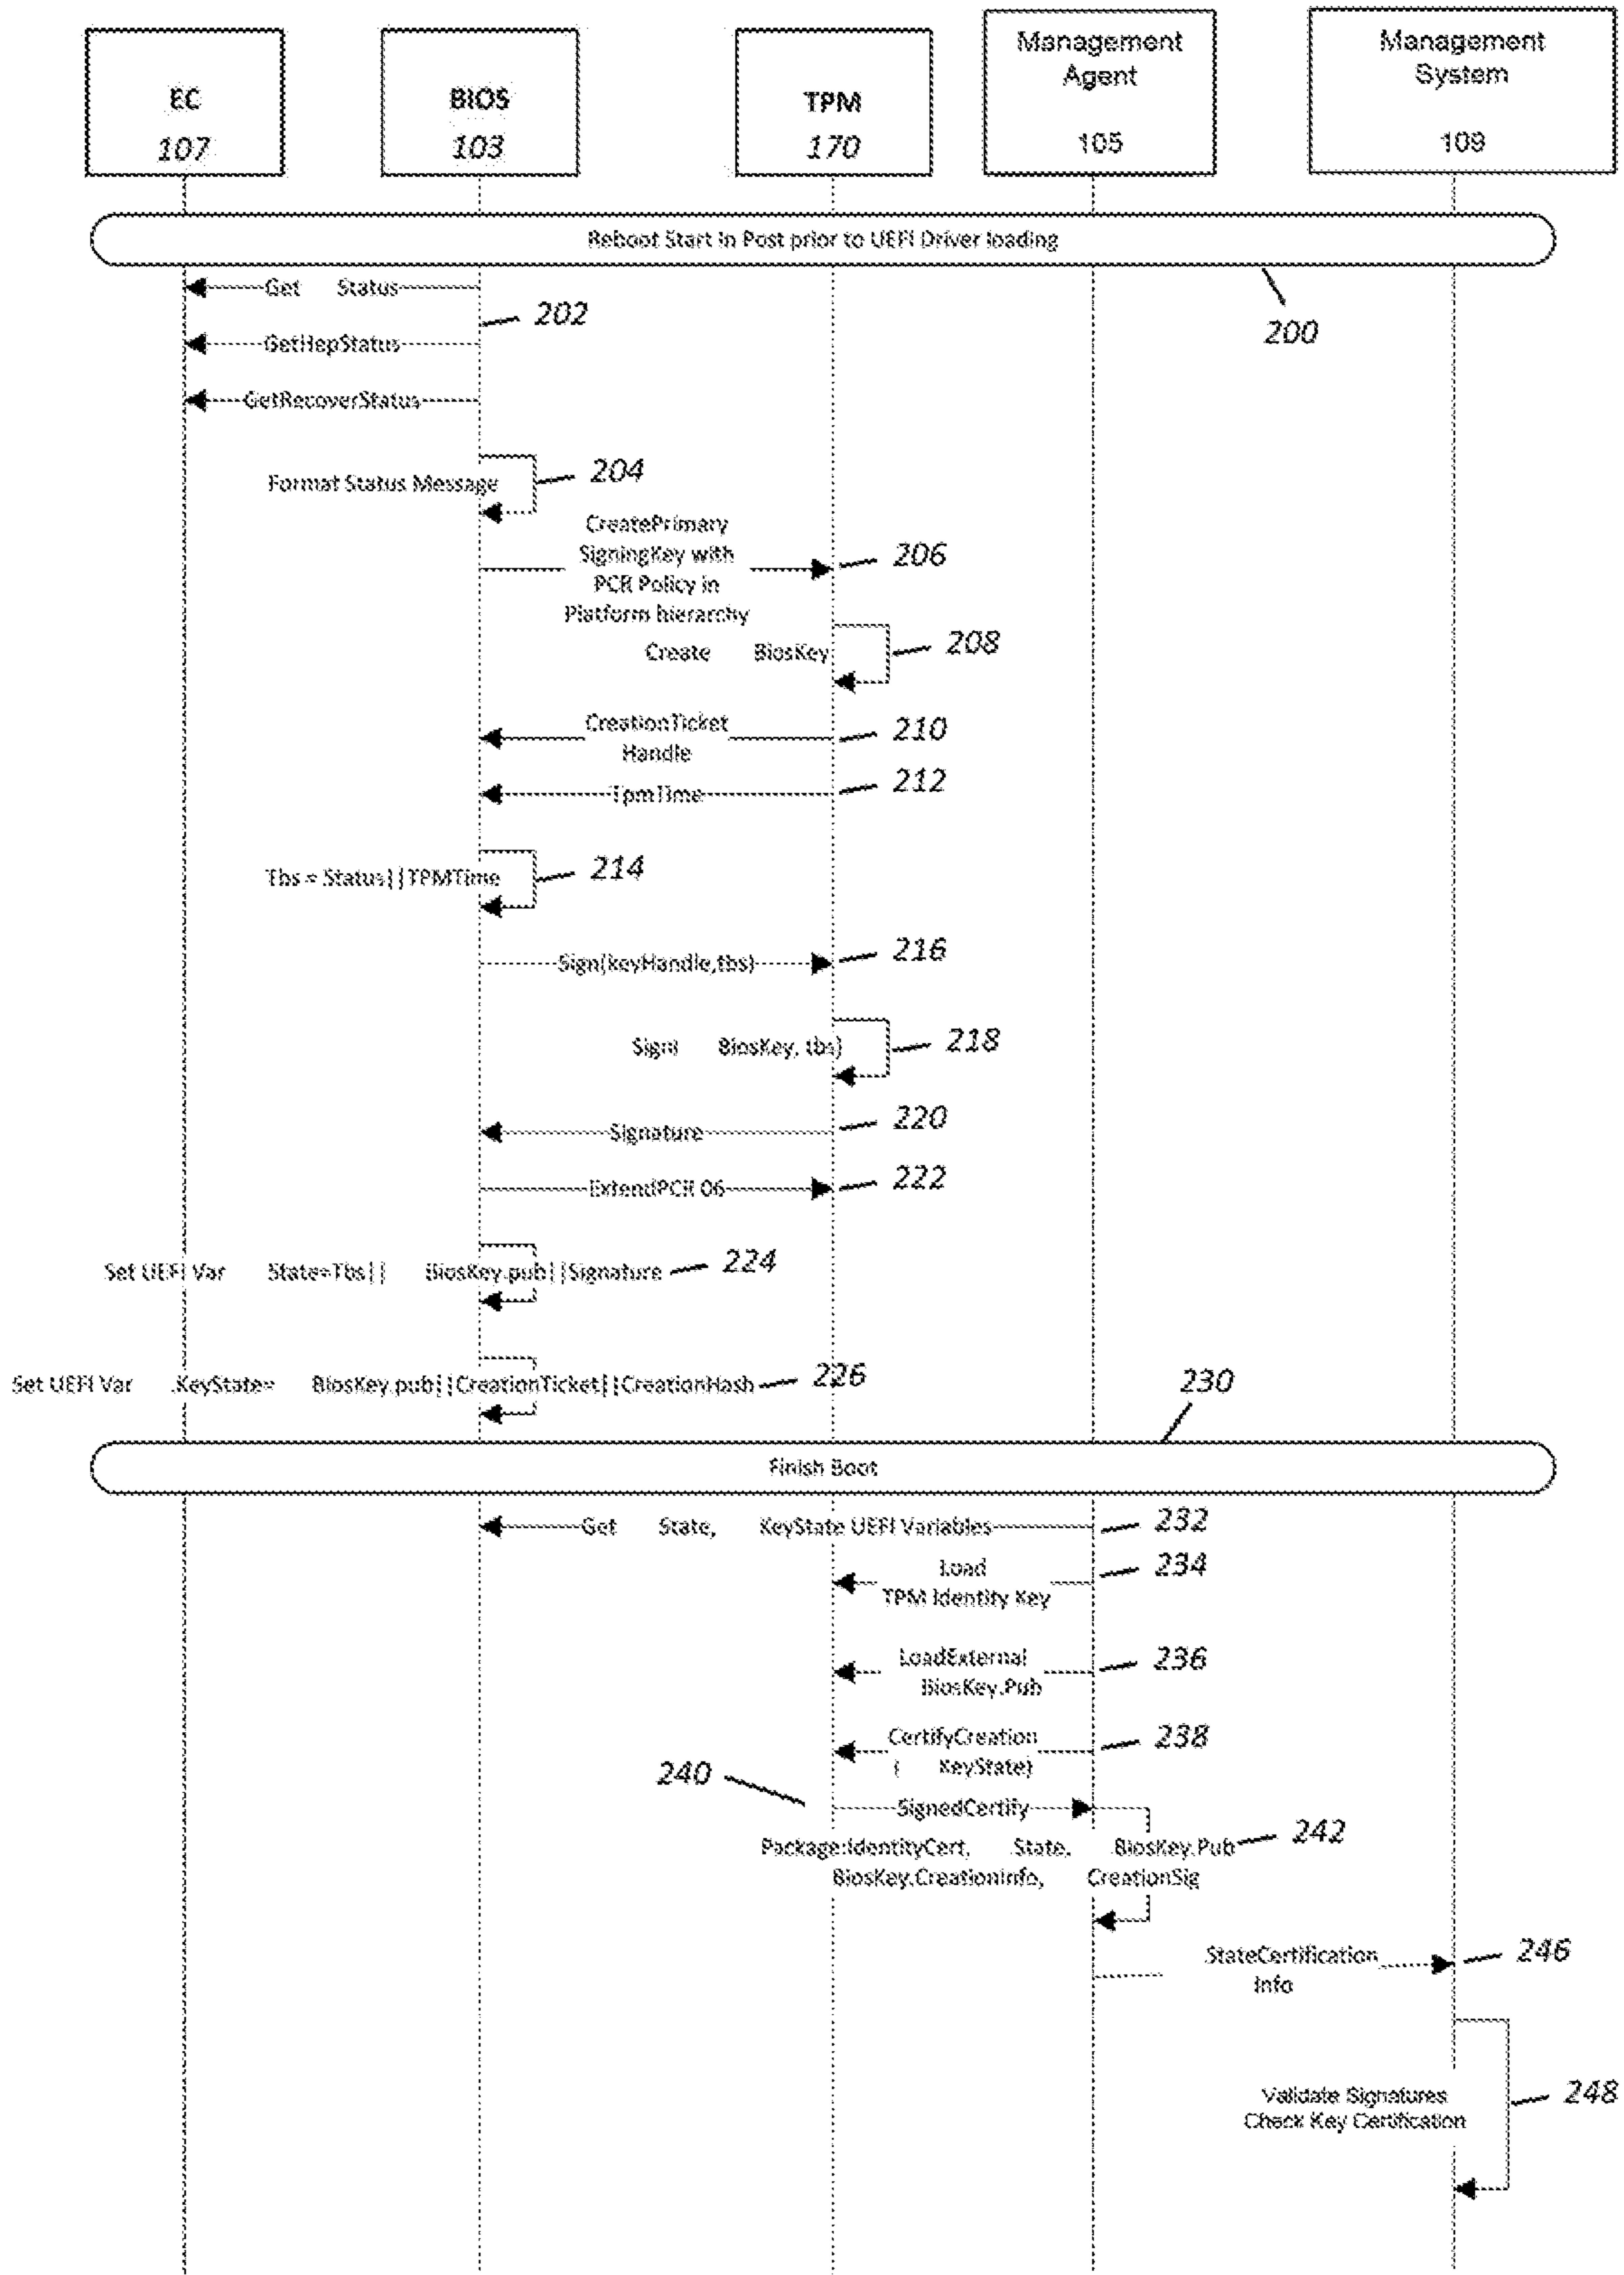 EC
107
BIOS
103
TPM
170
Management
Agent
105
Management
System
109
Reboot Start in Post prior to UEFI Driver loading
200
Get Status
202
GetHepStatus
GetRecoverStatus
Format Status Message
204
CreatePrimary
SigningKey with
PCR Policy in
Platform hierarchy
206
Create BiosKey
208
CreationTicket
Handle
210
TpmTime
212
Tbs = Status||TPMTime
214
Sign(keyHandle,tbs)
216
Sign( BiosKey, tbs)
218
Signature
220
ExtendPCR 06
222
Set UEFI Var State=Tbs|| BiosKey.pub||Signature
224
Set UEFI Var .KeyState= BiosKey.pub||CreationTicket||CreationHash
226
230
Finish Boot
Get State, KeyState UEFI Variables
232
Load
TPM Identity Key
234
LoadExternal
BiosKey.Pub
236
CertifyCreation
( KeyState)
238
240
SignedCertify
Package:IdentityCert, State, .BiosKey.Pub
BiosKey.CreationInfo, CreationSig
242
StateCertification
Info
246
Validate Signatures
Check Key Certification
248